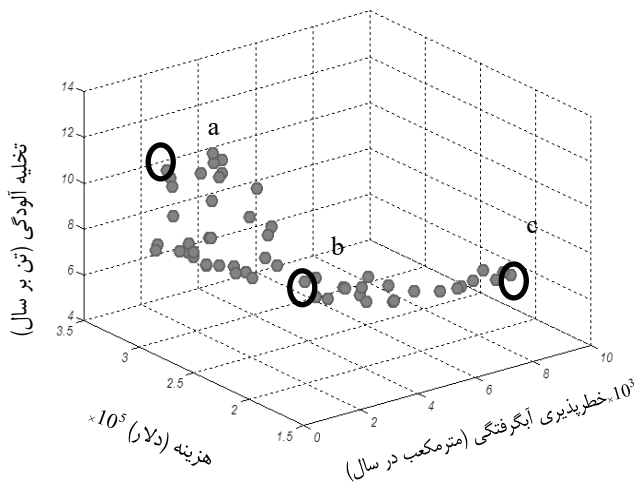 14
12
10
8
6
4
3.5
3
2.5
2
1.5
0
2
4
6
8
10
a
b
c
تخلیه آلودگی (تن بر سال)
هزینه (دلار) ×10⁵
خطرپذیری آبگرفتگی (مترمکعب در سال) ×10³